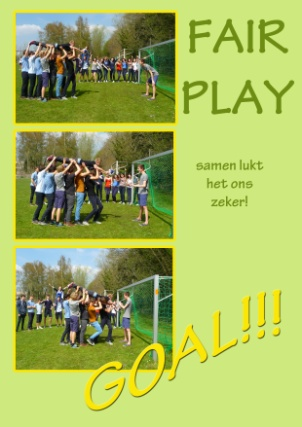 FAIR
PLAY
samen lukt
het ons
zeker!
GOAL!!!